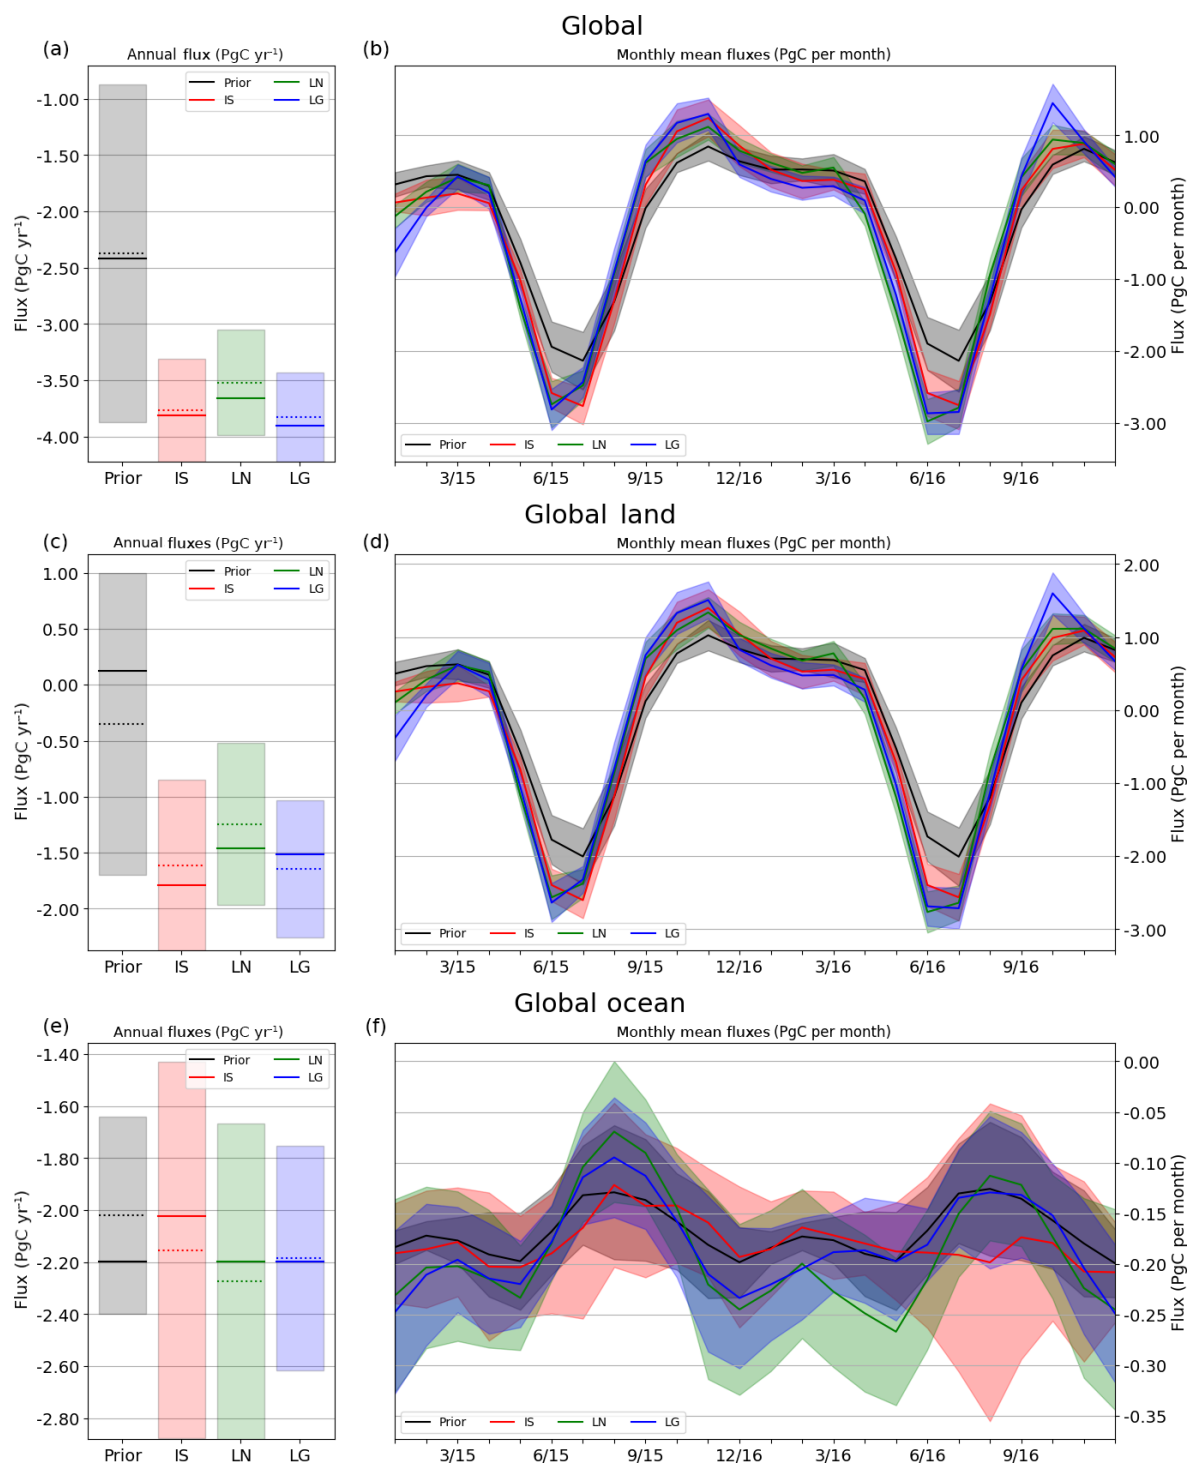 Global
(a)
Annual flux (PgC yr⁻¹)
Prior
IS
LN
LG
Flux (PgC yr⁻¹)
-1.00
-1.50
-2.00
-2.50
-3.00
-3.50
-4.00
Prior IS LN LG
(b)
Monthly mean fluxes (PgC per month)
1.00
0.00
-1.00
-2.00
-3.00
Flux (PgC per month)
Prior IS LN LG
3/15 6/15 9/15 12/16 3/16 6/16 9/16
Global land
(c)
Annual fluxes (PgC yr⁻¹)
Prior
IS
LN
LG
Flux (PgC yr⁻¹)
1.00
0.50
0.00
-0.50
-1.00
-1.50
-2.00
Prior IS LN LG
(d)
Monthly mean fluxes (PgC per month)
2.00
1.00
0.00
-1.00
-2.00
-3.00
Flux (PgC per month)
Prior IS LN LG
3/15 6/15 9/15 12/16 3/16 6/16 9/16
Global ocean
(e)
Annual fluxes (PgC yr⁻¹)
Prior
IS
LN
LG
Flux (PgC yr⁻¹)
-1.40
-1.60
-1.80
-2.00
-2.20
-2.40
-2.60
-2.80
Prior IS LN LG
(f)
Monthly mean fluxes (PgC per month)
0.00
-0.05
-0.10
-0.15
-0.20
-0.25
-0.30
-0.35
Flux (PgC per month)
Prior IS LN LG
3/15 6/15 9/15 12/16 3/16 6/16 9/16